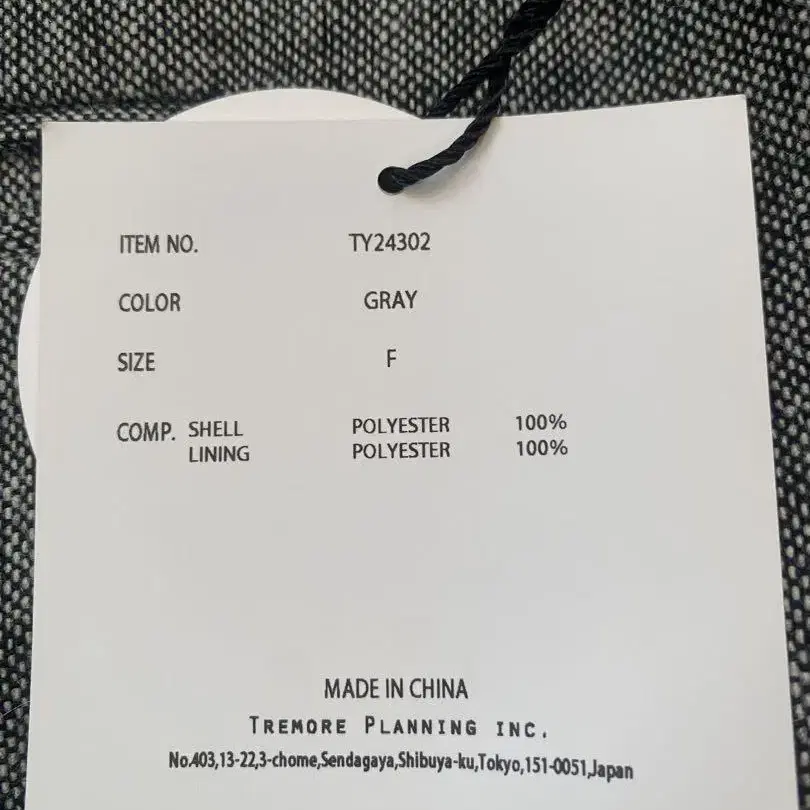 ITEM NO. TY24302
COLOR GRAY
SIZE F
COMP. SHELL POLYESTER 100%
LINING POLYESTER 100%
MADE IN CHINA
TREMORE PLANNING INC.
No.403,13-22,3-chome,Sendagaya,Shibuya-ku,Tokyo,151-0051,Japan